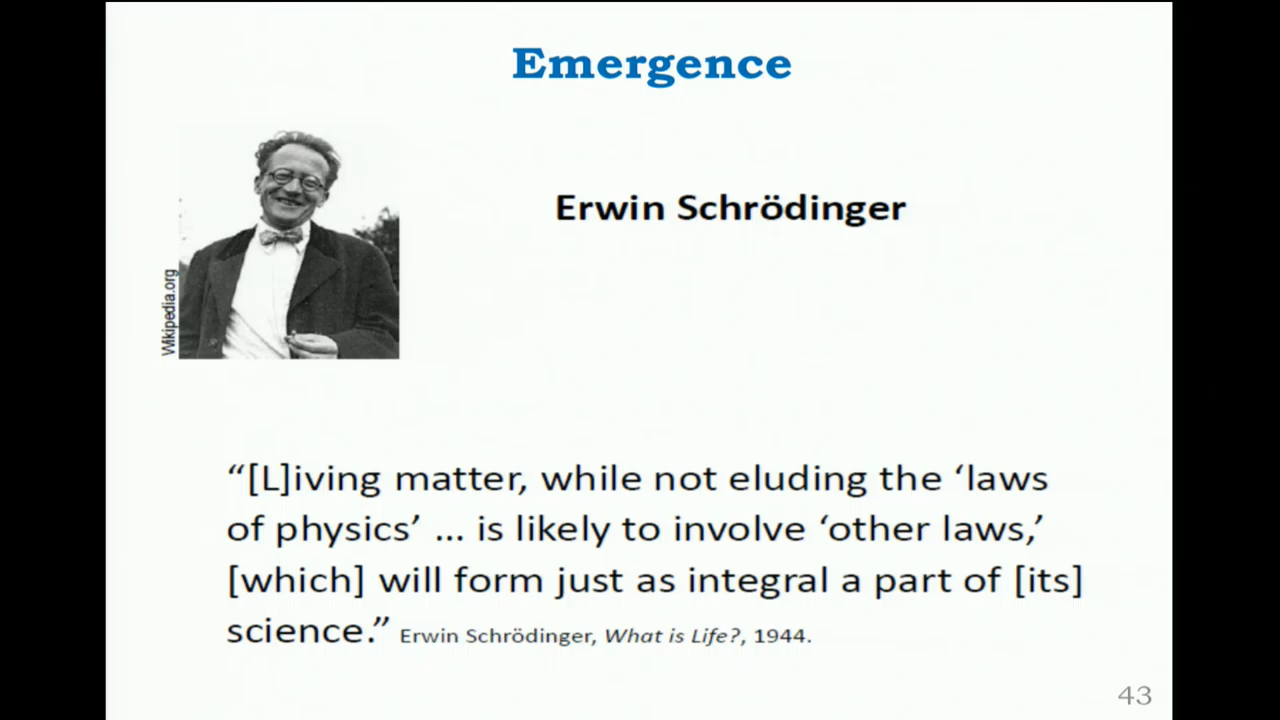 Emergence
Wikipedia.org
Erwin Schrödinger
“[L]iving matter, while not eluding the ‘laws
of physics’ ... is likely to involve ‘other laws,’
[which] will form just as integral a part of [its]
science.” Erwin Schrödinger, What is Life?, 1944.
43